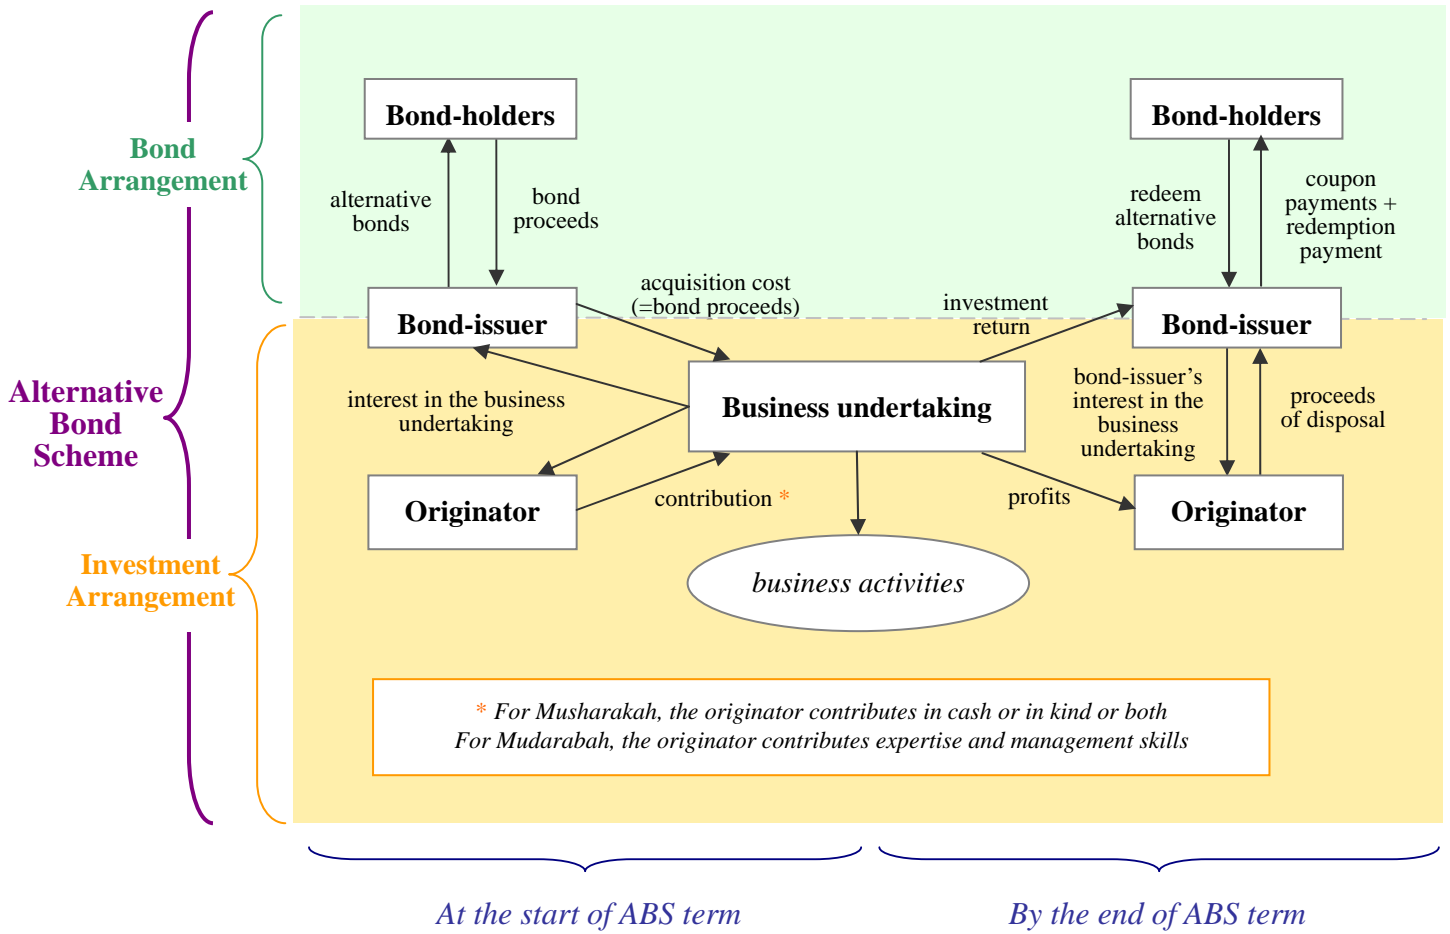 Bond-holders
Bond-holders
Bond
Arrangement
alternative
bonds
bond
proceeds
redeem
alternative
bonds
coupon
payments +
redemption
payment
Bond-issuer
acquisition cost
(=bond proceeds)
investment
return
Bond-issuer
Alternative
Bond
Scheme
interest in the business
undertaking
Business undertaking
bond-issuer’s
interest in the
business
undertaking
proceeds
of disposal
Originator
contribution *
profits
Originator
Investment
Arrangement
business activities
* For Musharakah, the originator contributes in cash or in kind or both
For Mudarabah, the originator contributes expertise and management skills
At the start of ABS term
By the end of ABS term